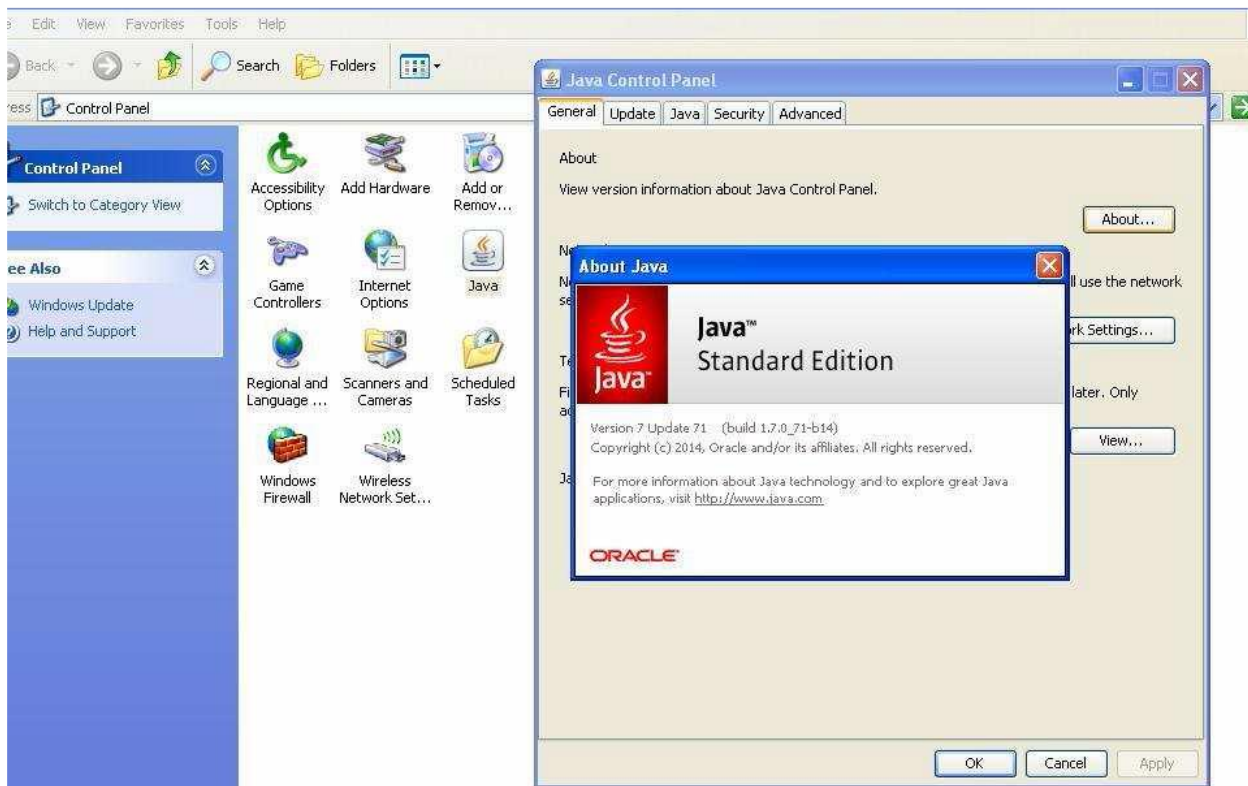 Edit View Favorites Tools Help
Back
Search
Folders
Control Panel
Control Panel
Switch to Category View
Windows Update
Help and Support
Accessibility
Options
Add Hardware
Add or
Remov...
Game
Controllers
Internet
Options
Java
Regional and
Language ...
Scanners and
Cameras
Scheduled
Tasks
Windows
Firewall
Wireless
Network Set...
Java Control Panel
General Update Java Security Advanced
About
View version information about Java Control Panel.
About...
use the network
Settings...
later. Only
View...
About Java
Java
Java™
Standard Edition
Version 7 Update 71 (build 1.7.0_71-b14)
Copyright (c) 2014, Oracle and/or its affiliates. All rights reserved.
For more information about Java technology and to explore great Java
applications, visit http://www.java.com
ORACLE
OK Cancel Apply